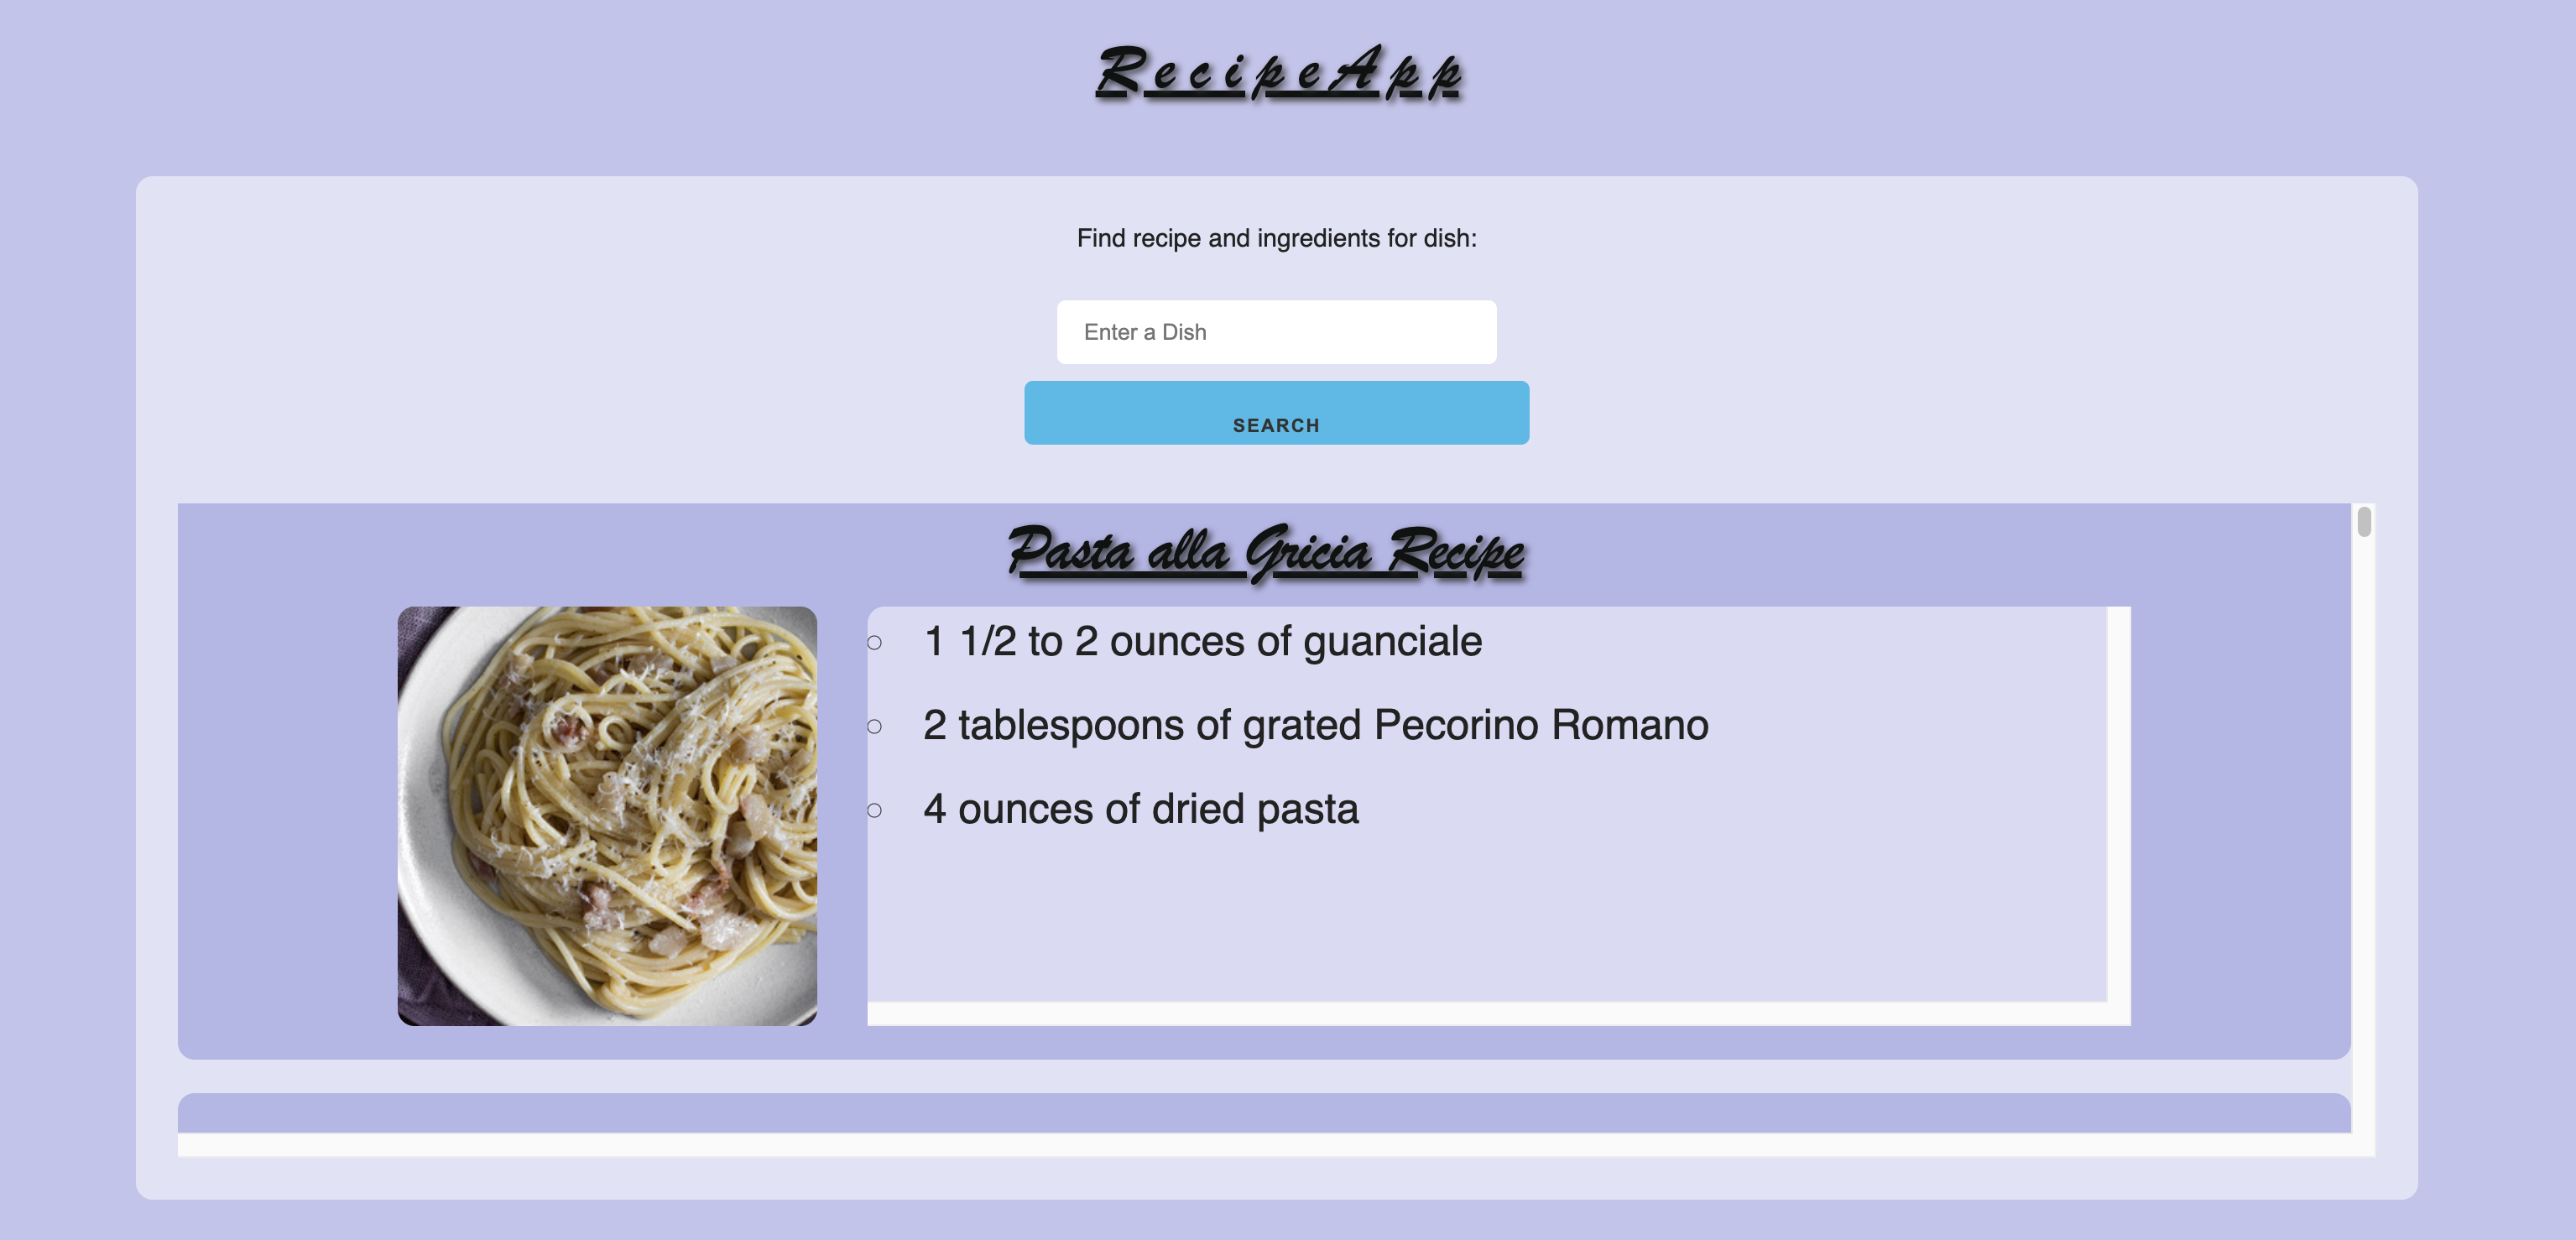 RecipeApp
Find recipe and ingredients for dish:
Enter a Dish
SEARCH
Pasta alla Gricia Recipe
1 1/2 to 2 ounces of guanciale
2 tablespoons of grated Pecorino Romano
4 ounces of dried pasta